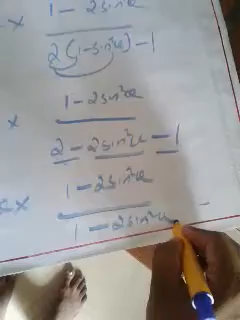 x 1 - 2sin²x
2(1-sin²x) - 1
x 1 - 2sin²x
2 - 2sin²x - 1
x 1 - 2sin²x
1 - 2sin²x